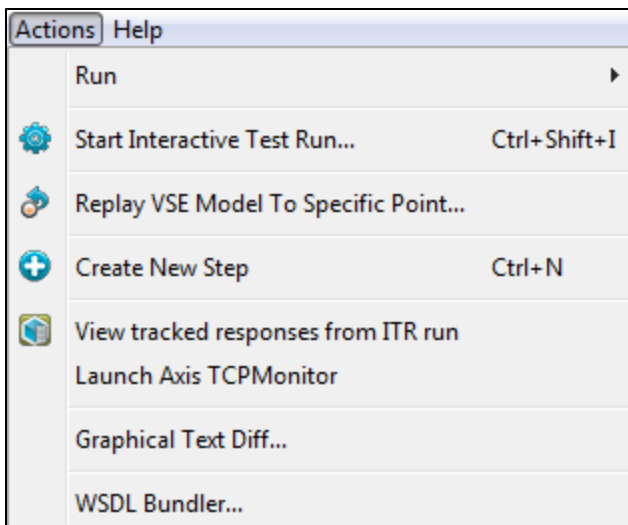 Actions Help
Run
Start Interactive Test Run... Ctrl+Shift+I
Replay VSE Model To Specific Point...
Create New Step Ctrl+N
View tracked responses from ITR run
Launch Axis TCPMonitor
Graphical Text Diff...
WSDL Bundler...